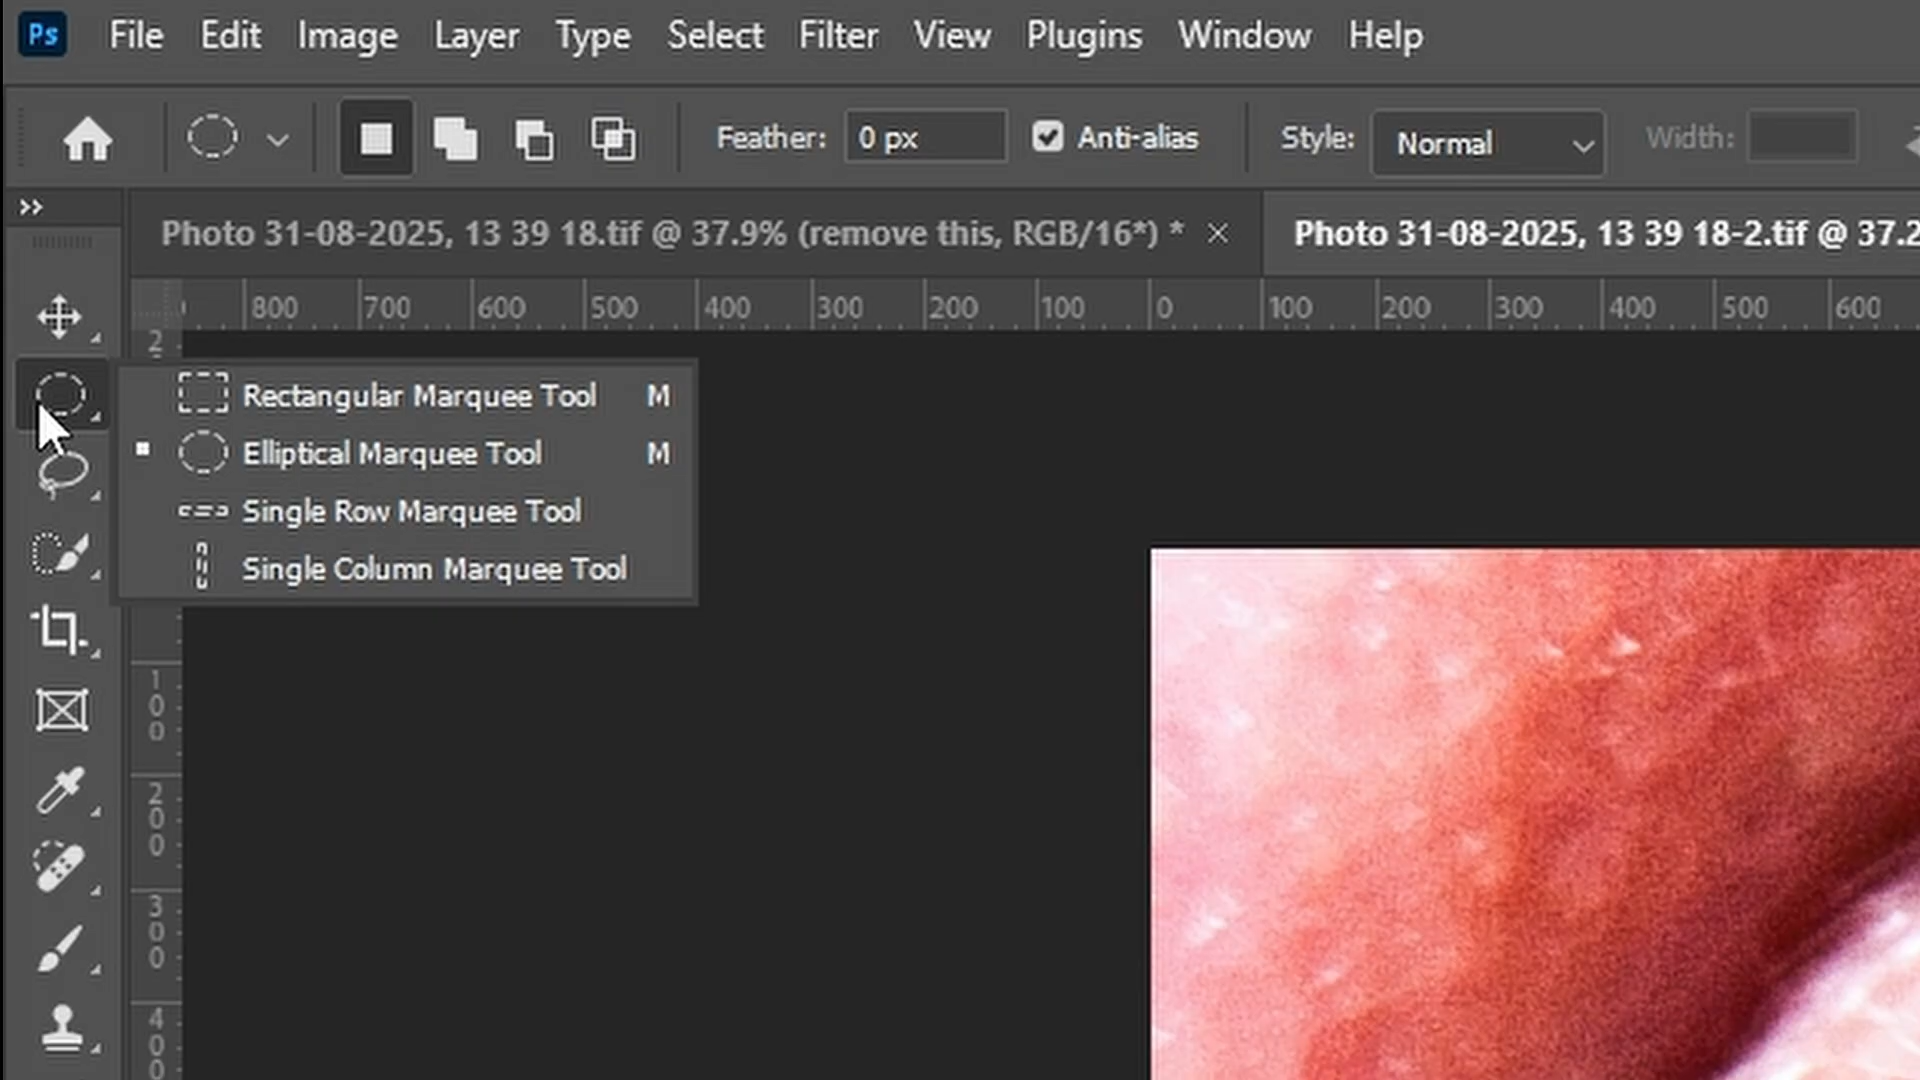 Ps File Edit Image Layer Type Select Filter View Plugins Window Help
Feather: 0 px Anti-alias Style: Normal Width:
Photo 31-08-2025, 13 39 18.tif @ 37.9% (remove this, RGB/16*) * × Photo 31-08-2025, 13 39 18-2.tif @ 37.2
800 700 600 500 400 300 200 100 0 100 200 300 400 500 600
2
Rectangular Marquee Tool M
Elliptical Marquee Tool M
Single Row Marquee Tool
Single Column Marquee Tool
100
200
300
400